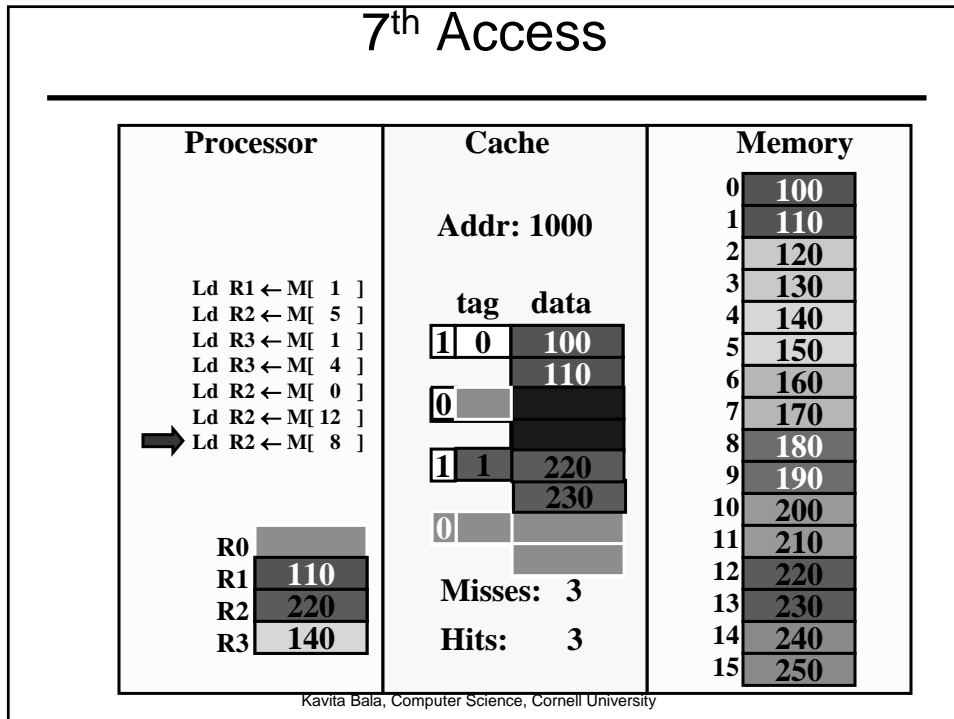 7th Access
Processor
Cache
Memory
Addr: 1000
Ld R1 ← M[ 1 ]
Ld R2 ← M[ 5 ]
Ld R3 ← M[ 1 ]
Ld R3 ← M[ 4 ]
Ld R2 ← M[ 0 ]
Ld R2 ← M[ 12 ]
Ld R2 ← M[ 8 ]
R0
R1 110
R2 220
R3 140
tag data
1 0 100
110
0
1 1 220
230
0
Misses: 3
Hits: 3
0 100
1 110
2 120
3 130
4 140
5 150
6 160
7 170
8 180
9 190
10 200
11 210
12 220
13 230
14 240
15 250
Kavita Bala, Computer Science, Cornell University